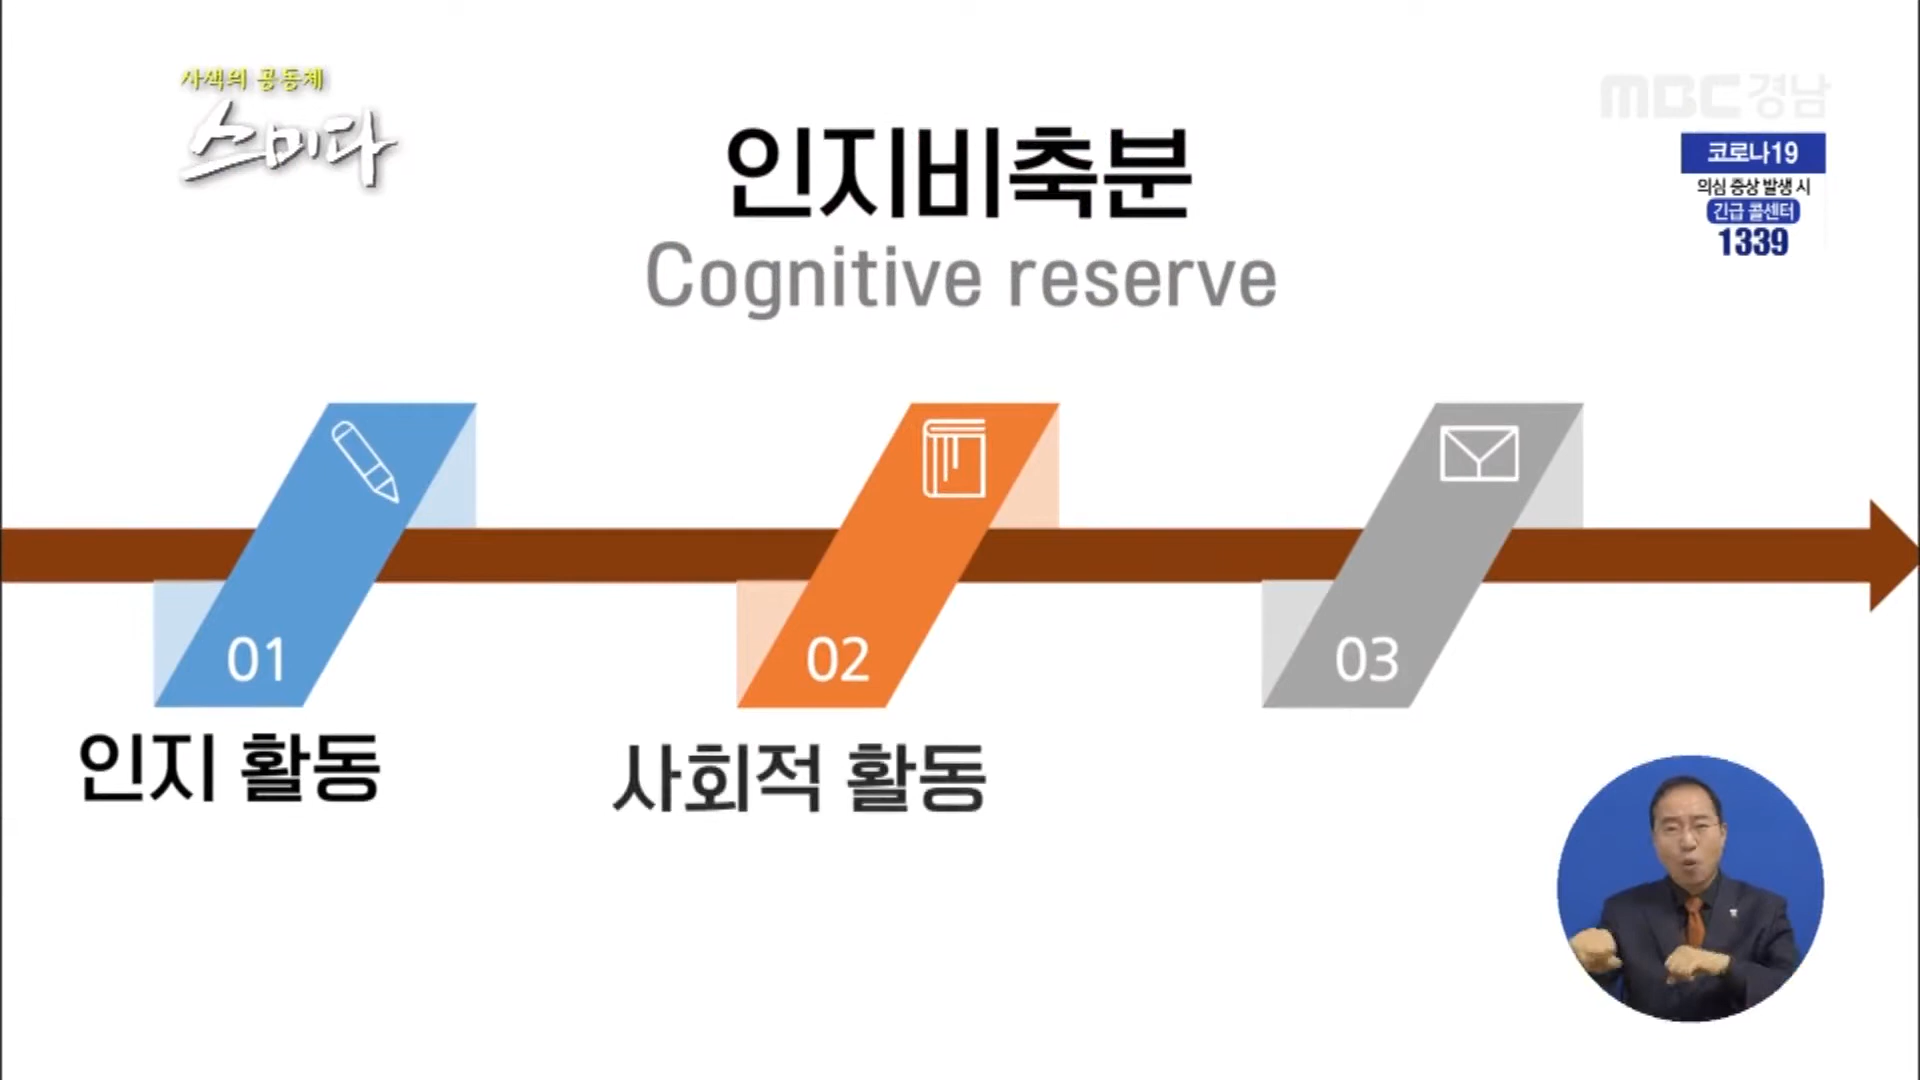 사색의 공동체
스미다
MBC경남
코로나19
의심 증상 발생 시
긴급 콜센터
1339
인지비축분
Cognitive reserve
01
02
03
인지 활동
사회적 활동